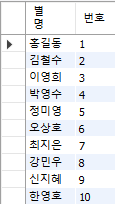 별명 번호
홍길동 1
김철수 2
이영희 3
박영수 4
정미영 5
오상호 6
최지은 7
강민우 8
신지혜 9
한영호 10